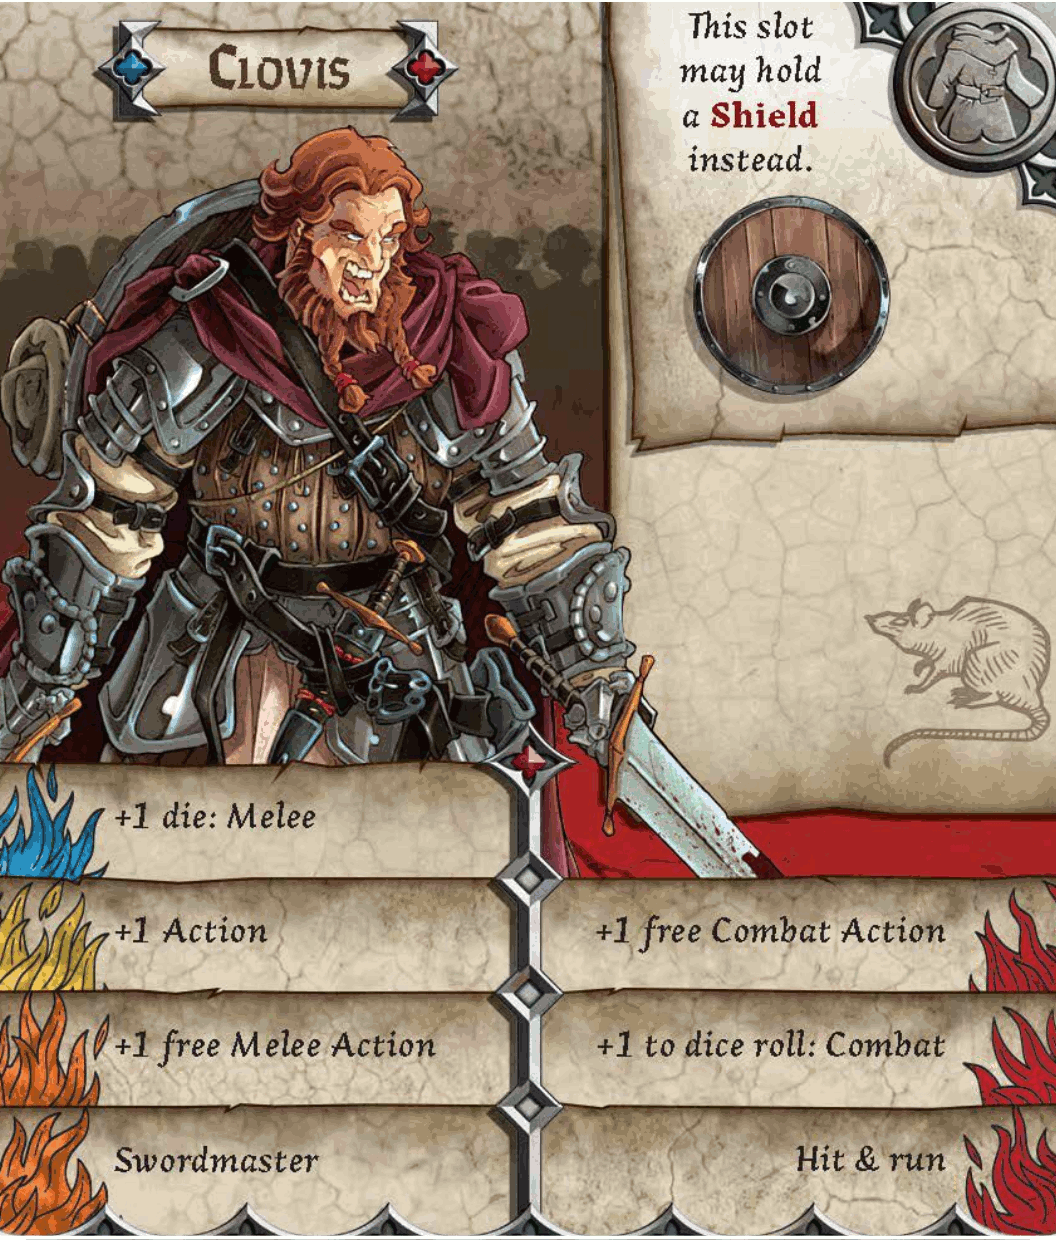 Clovis
This slot
may hold
a Shield
instead.
+1 die: Melee
+1 Action
+1 free Melee Action
Swordmaster
+1 free Combat Action
+1 to dice roll: Combat
Hit & run